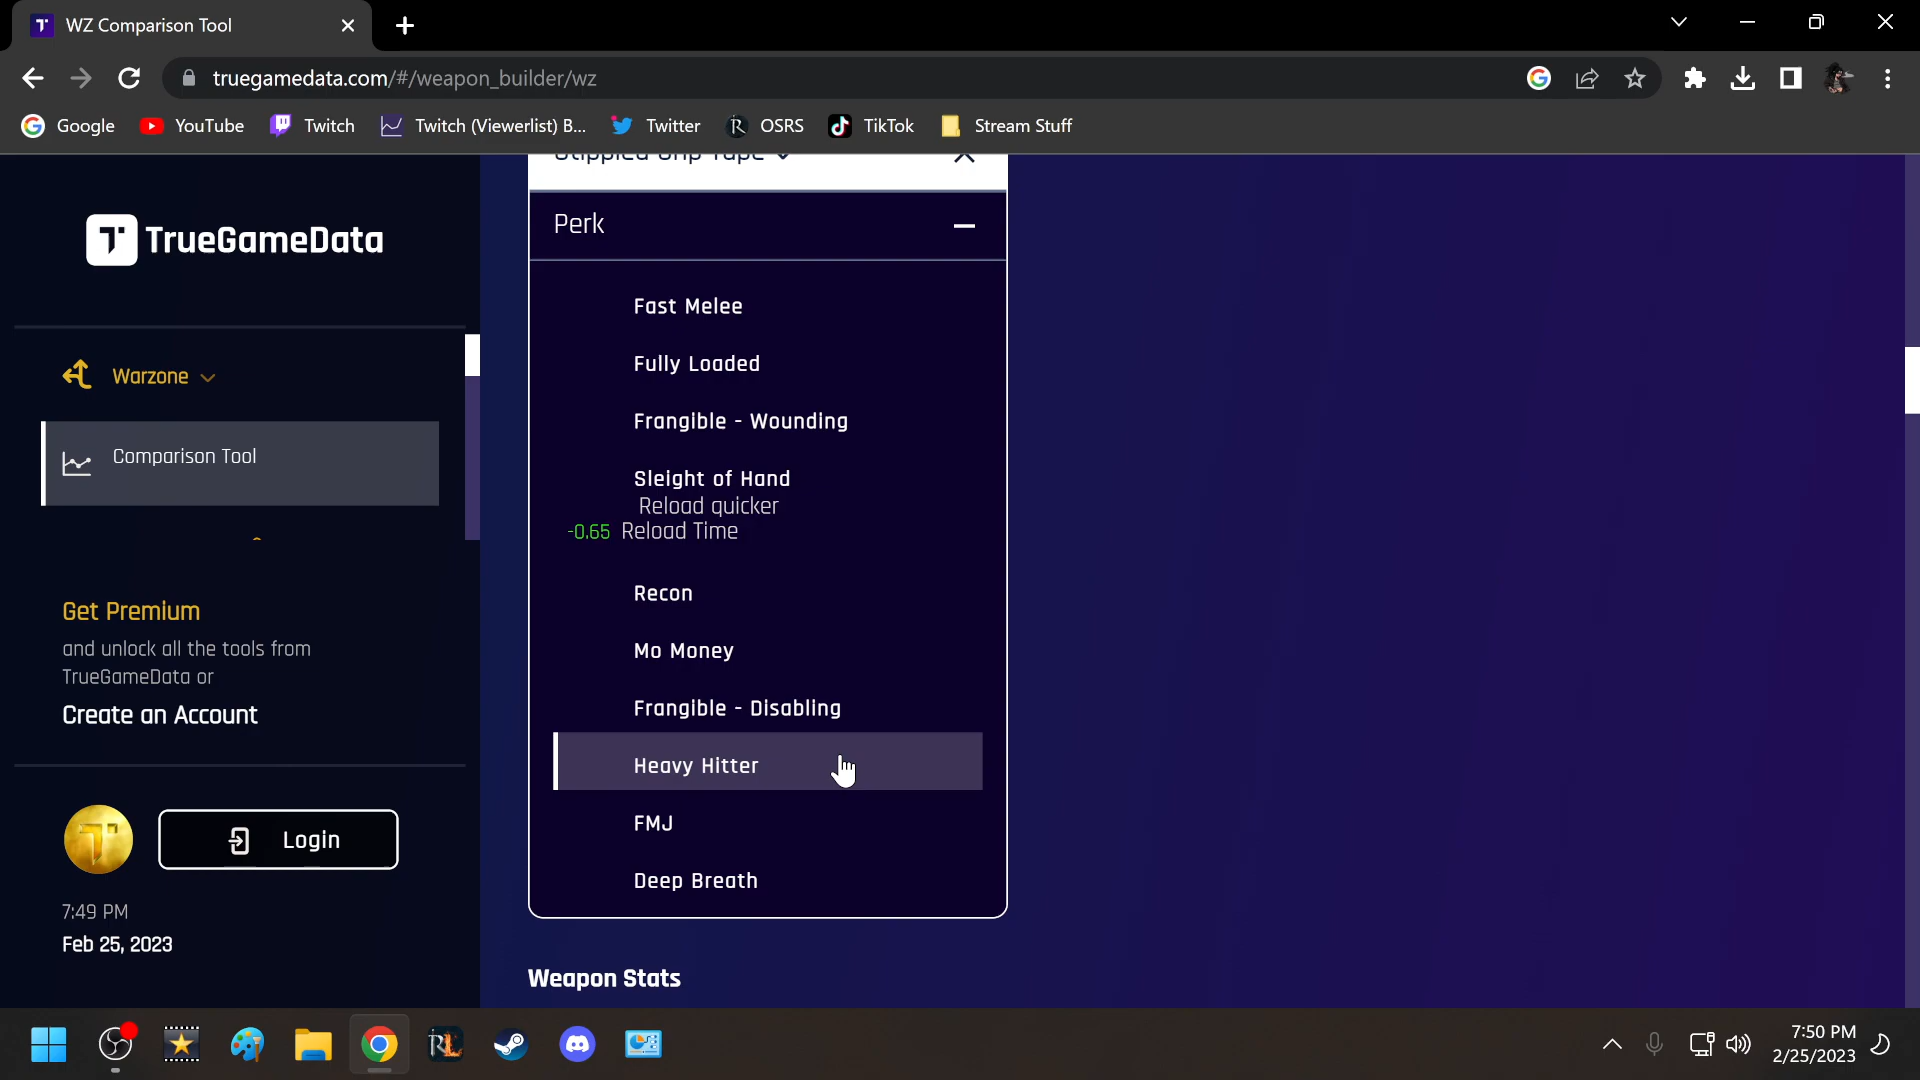 WZ Comparison Tool
truegamedata.com/#/weapon_builder/wz
Google
YouTube
Twitch
Twitch (Viewerlist) B...
Twitter
OSRS
TikTok
Stream Stuff
TrueGameData
Warzone
Comparison Tool
Get Premium
and unlock all the tools from
TrueGameData or
Create an Account
Login
7:49 PM
Feb 25, 2023
Stippled Grip Tape
Perk
Fast Melee
Fully Loaded
Frangible - Wounding
Sleight of Hand
Reload quicker
-0.65 Reload Time
Recon
Mo Money
Frangible - Disabling
Heavy Hitter
FMJ
Deep Breath
Weapon Stats
7:50 PM
2/25/2023